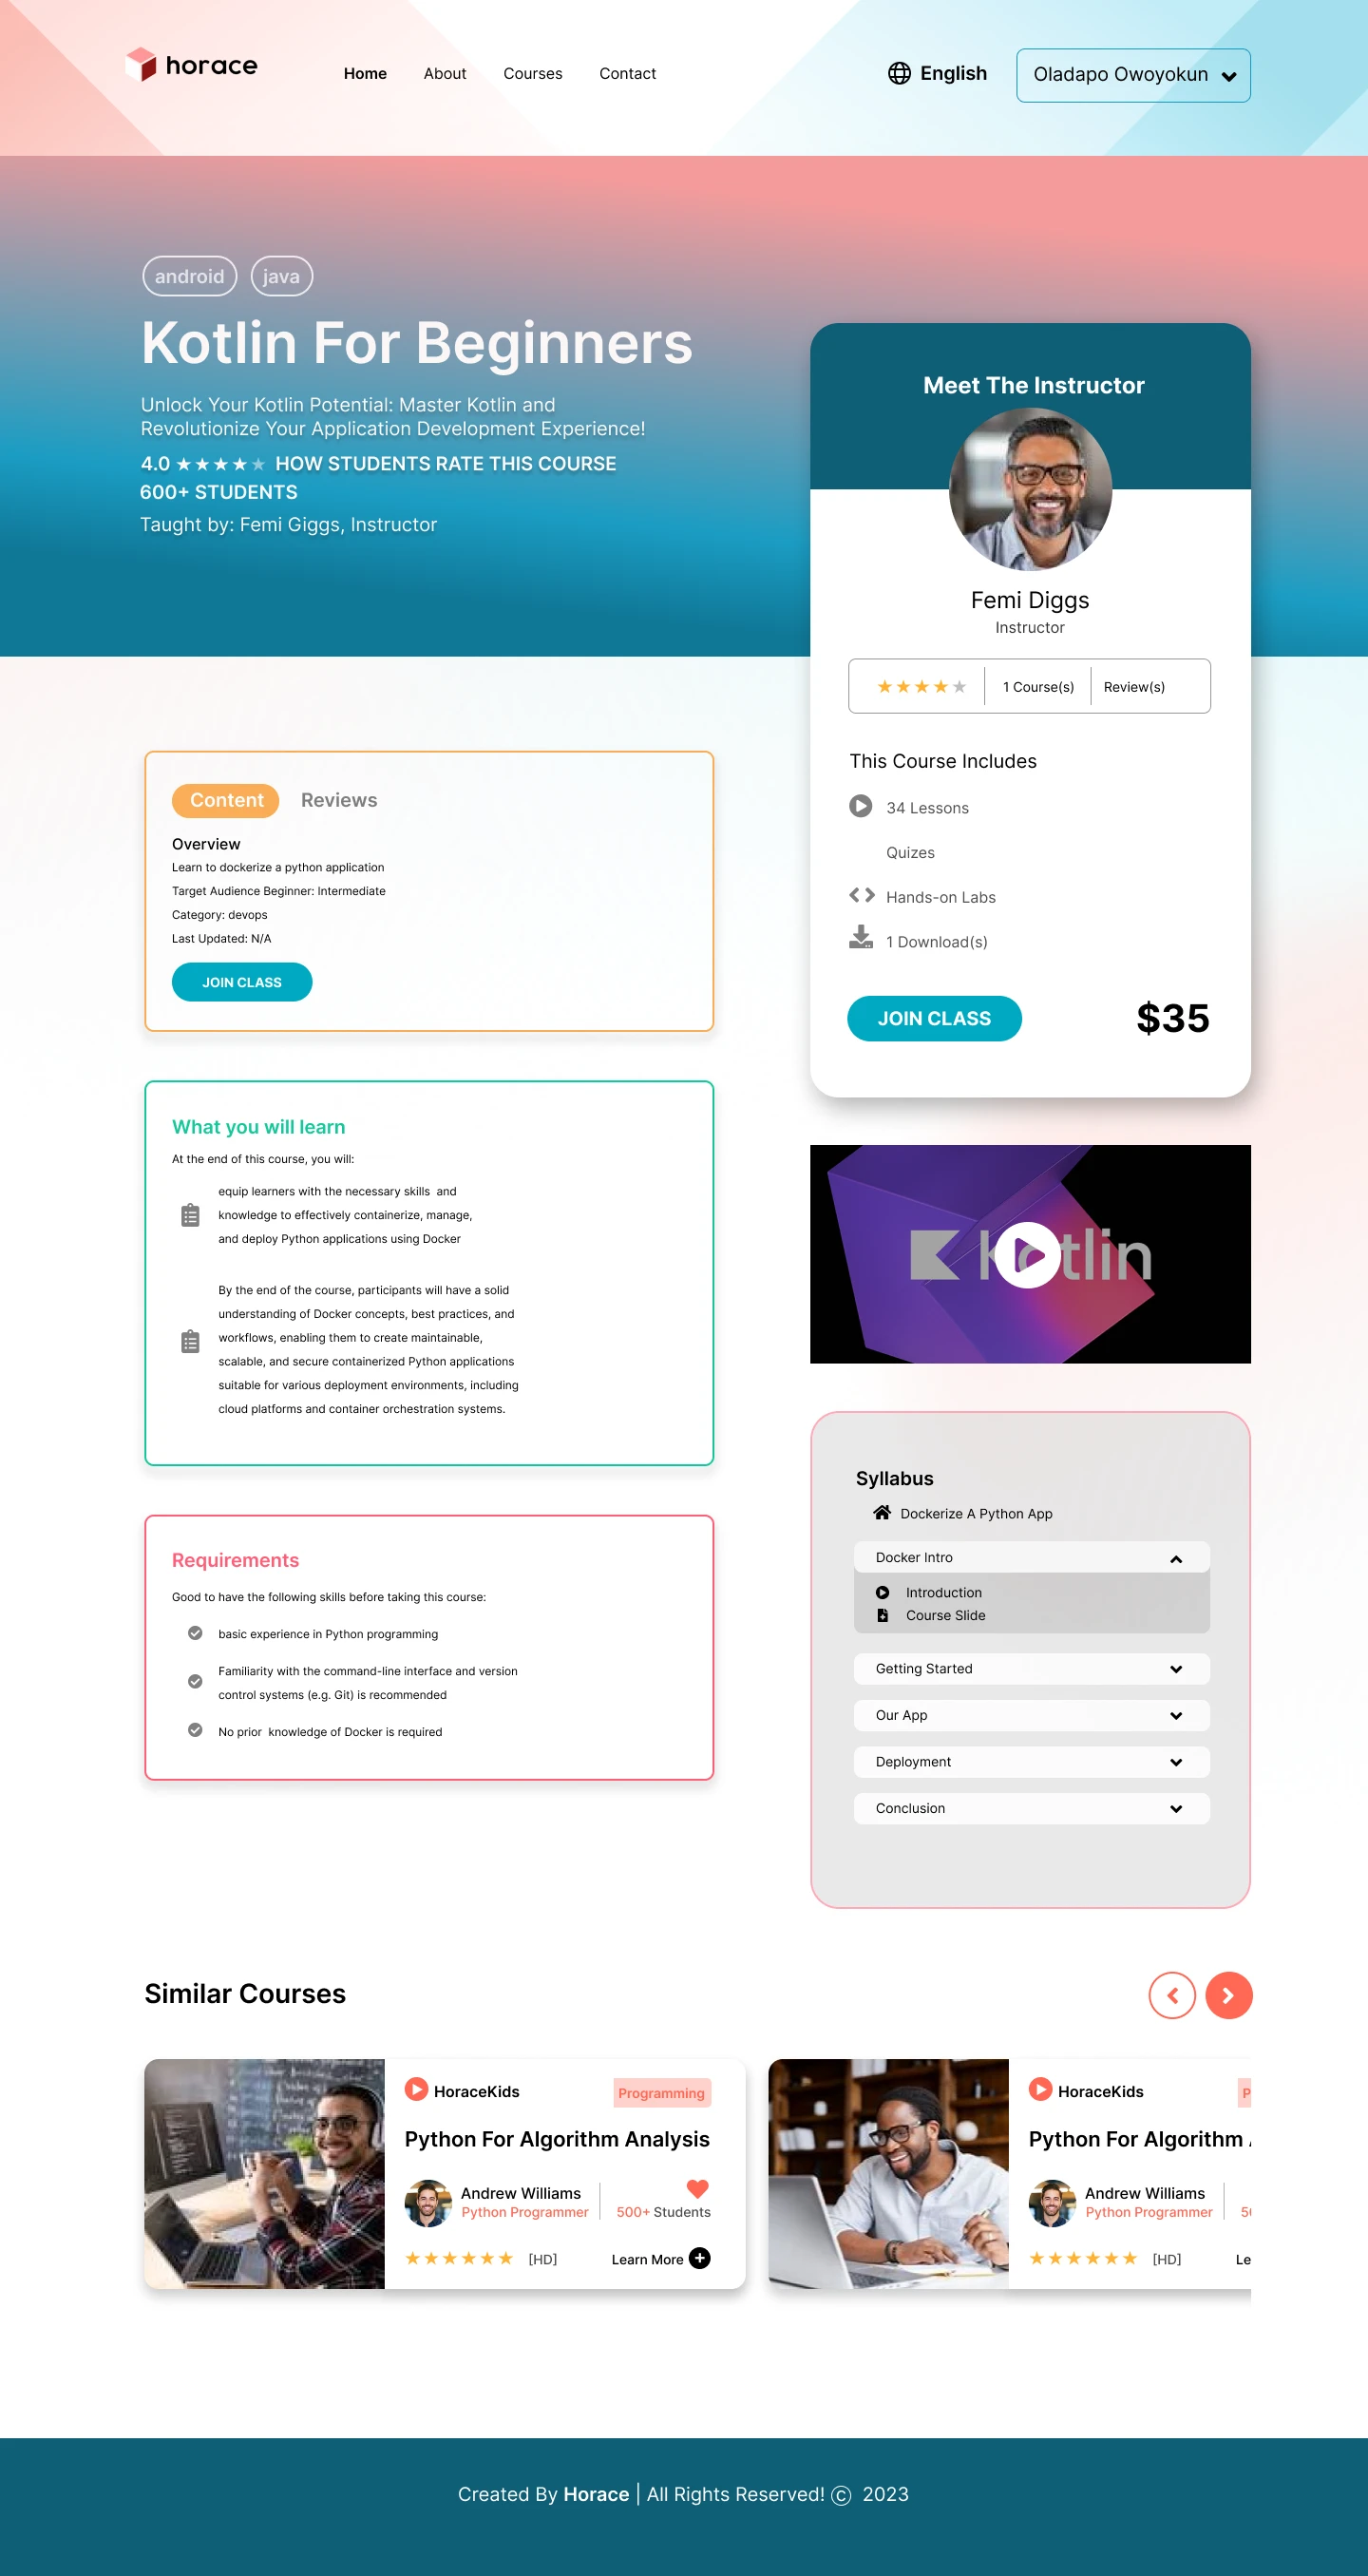 horace
Home About Courses Contact
English
Oladapo Owoyokun
android java
Kotlin For Beginners
Unlock Your Kotlin Potential: Master Kotlin and
Revolutionize Your Application Development Experience!
4.0 ★★★★★ HOW STUDENTS RATE THIS COURSE
600+ STUDENTS
Taught by: Femi Giggs, Instructor
Meet The Instructor
Femi Diggs
Instructor
★★★★★ 1 Course(s) Review(s)
This Course Includes
34 Lessons
Quizes
Hands-on Labs
1 Download(s)
JOIN CLASS $35
Content Reviews
Overview
Learn to dockerize a python application
Target Audience Beginner: Intermediate
Category: devops
Last Updated: N/A
JOIN CLASS
What you will learn
At the end of this course, you will:
equip learners with the necessary skills and
knowledge to effectively containerize, manage,
and deploy Python applications using Docker
By the end of the course, participants will have a solid
understanding of Docker concepts, best practices, and
workflows, enabling them to create maintainable,
scalable, and secure containerized Python applications
suitable for various deployment environments, including
cloud platforms and container orchestration systems.
Requirements
Good to have the following skills before taking this course:
basic experience in Python programming
Familiarity with the command-line interface and version
control systems (e.g. Git) is recommended
No prior knowledge of Docker is required
Kotlin
Syllabus
Dockerize A Python App
Docker Intro
Introduction
Course Slide
Getting Started
Our App
Deployment
Conclusion
Similar Courses
HoraceKids Programming
Python For Algorithm Analysis
Andrew Williams
Python Programmer 500+ Students
★★★★★★ [HD] Learn More
HoraceKids P
Python For Algorithm
Andrew Williams
Python Programmer 50
★★★★★★ [HD] Le
Created By Horace | All Rights Reserved! © 2023